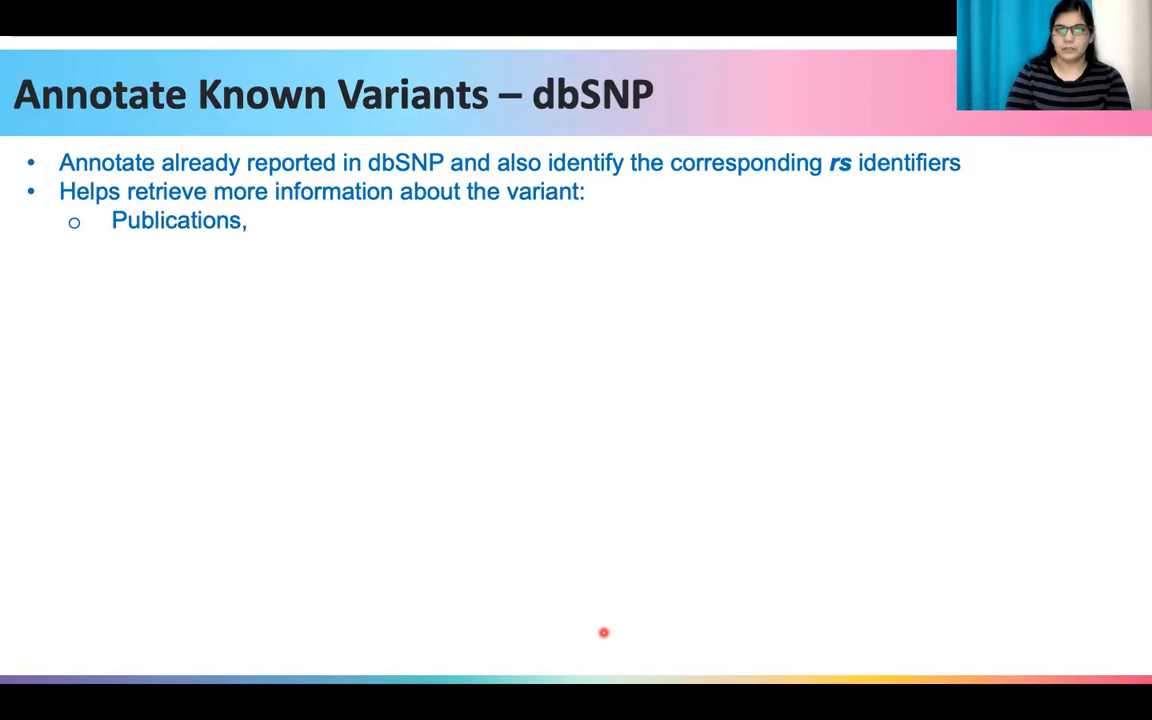 Annotate Known Variants – dbSNP
• Annotate already reported in dbSNP and also identify the corresponding rs identifiers
• Helps retrieve more information about the variant:
o Publications,